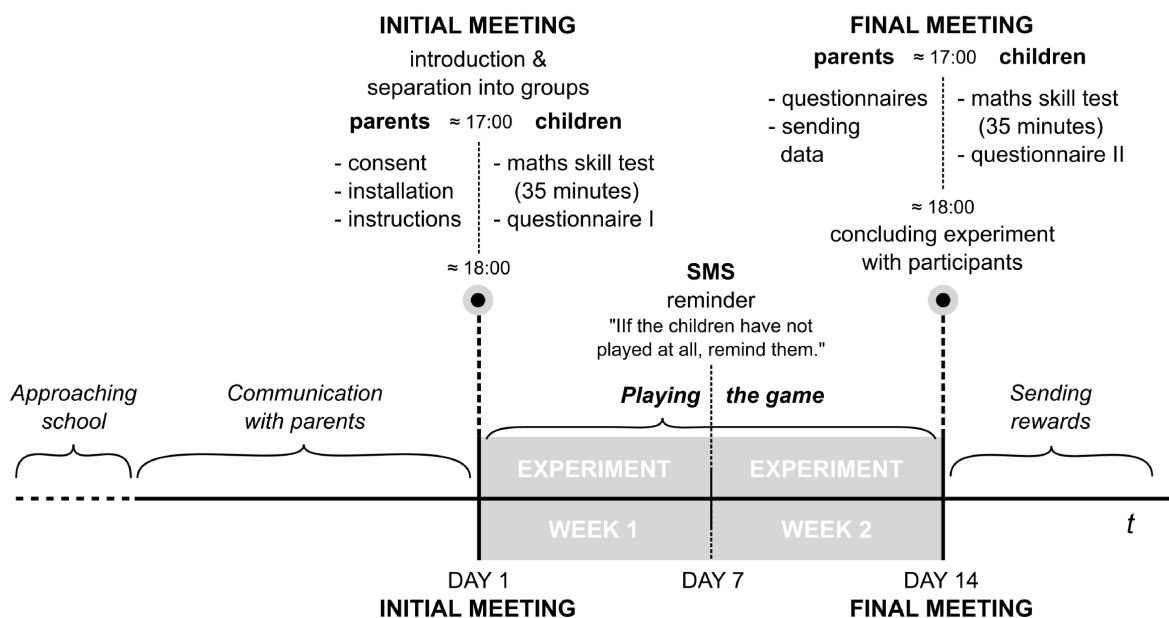 INITIAL MEETING
introduction &
separation into groups
parents ≈ 17:00 children
- consent
- installation
- instructions
- maths skill test
(35 minutes)
- questionnaire I
≈ 18:00
FINAL MEETING
parents ≈ 17:00 children
- questionnaires
- sending
data
- maths skill test
(35 minutes)
- questionnaire II
≈ 18:00
concluding experiment
with participants
SMS
reminder
"IIf the children have not
played at all, remind them."
Approaching
school
Communication
with parents
Playing the game
Sending
rewards
EXPERIMENT
WEEK 1
EXPERIMENT
WEEK 2
t
DAY 1
INITIAL MEETING
DAY 7
DAY 14
FINAL MEETING